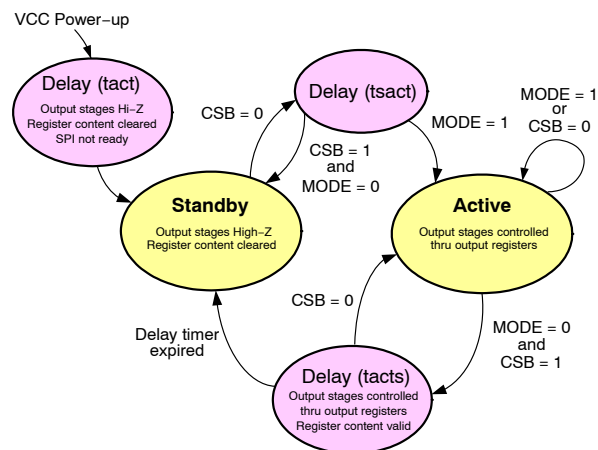 VCC Power-up
Delay (tact)
Output stages Hi-Z
Register content cleared
SPI not ready
CSB = 0
Delay (tsact)
CSB = 1
and
MODE = 0
MODE = 1
MODE = 1
or
CSB = 0
Standby
Output stages High-Z
Register content cleared
Active
Output stages controlled
thru output registers
CSB = 0
MODE = 0
and
CSB = 1
Delay timer
expired
Delay (tacts)
Output stages controlled
thru output registers
Register content valid